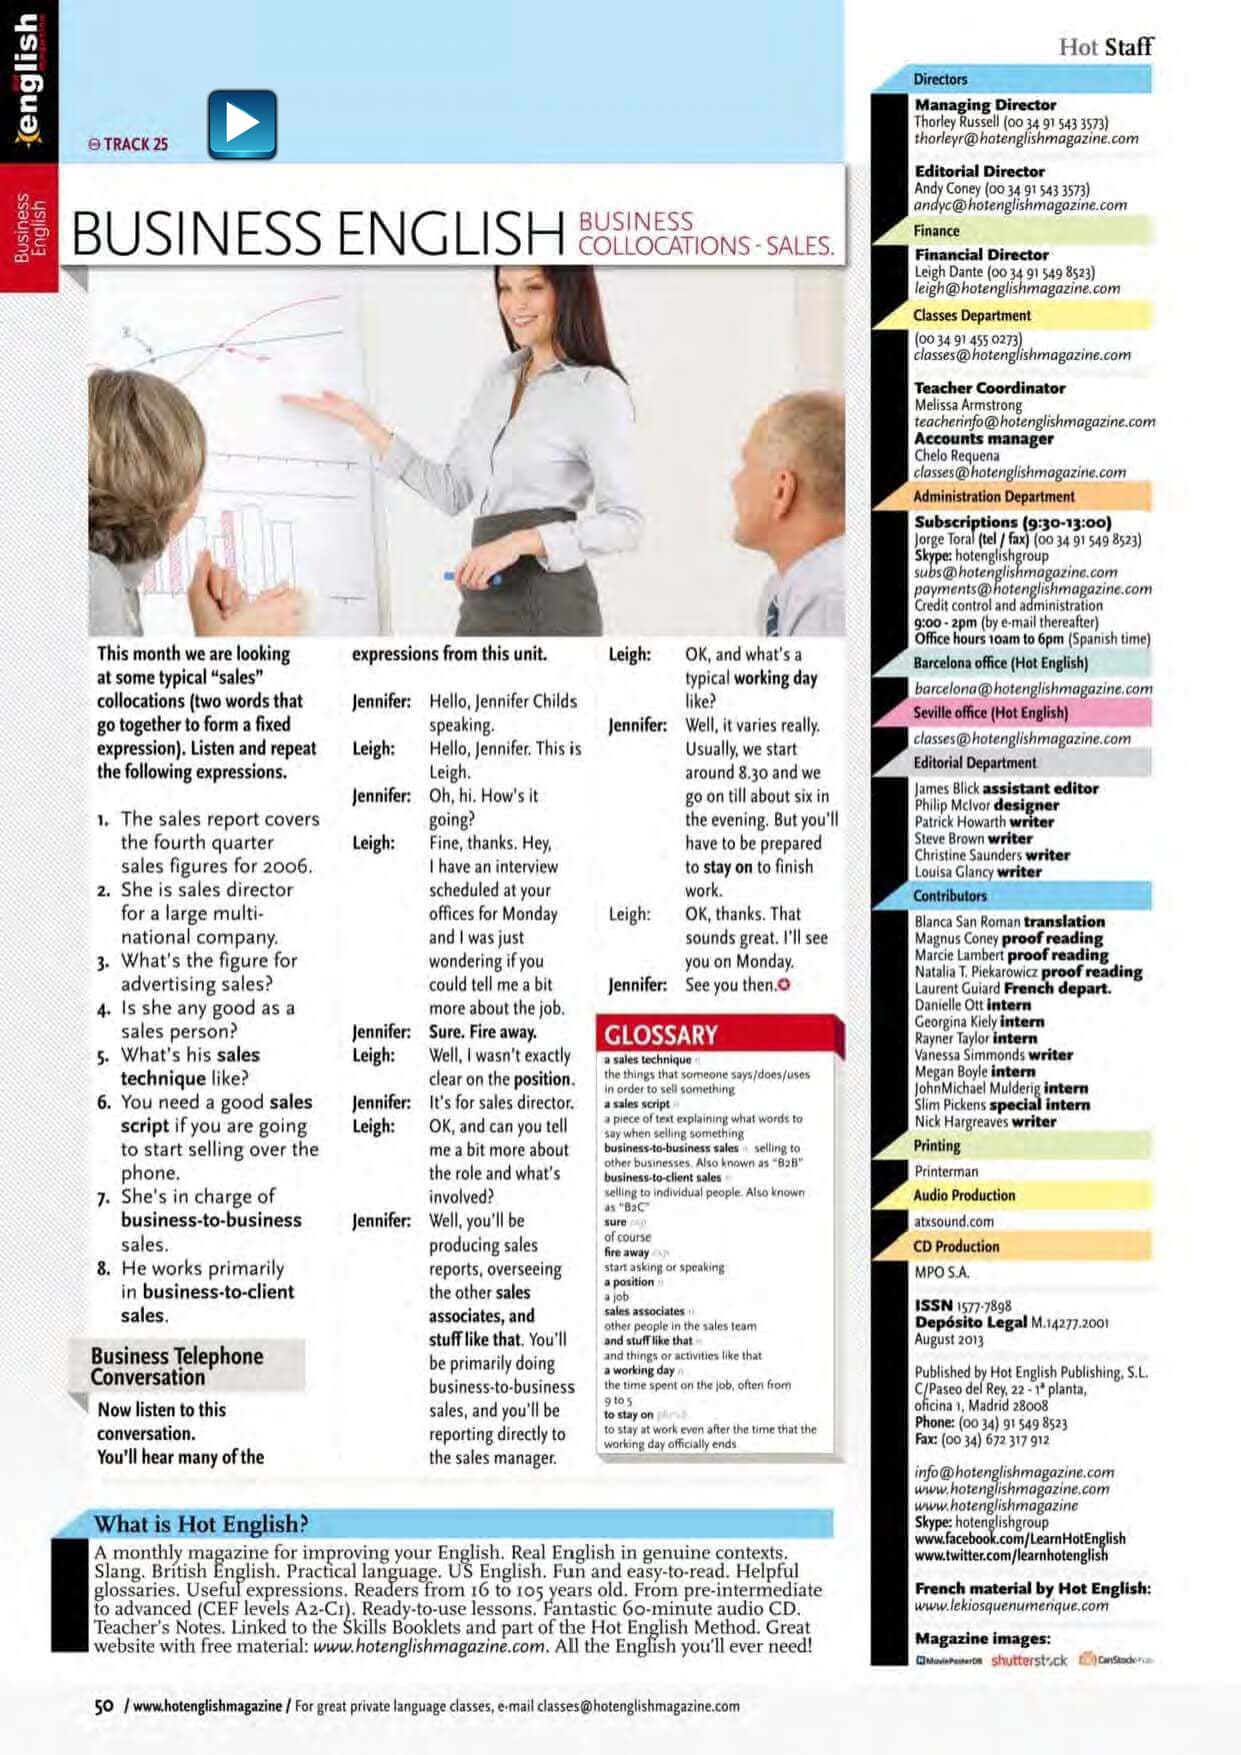 english
magazine
Business
English
TRACK 25
BUSINESS ENGLISH
BUSINESS
COLLOCATIONS - SALES.
3
This month we are looking
at some typical “sales”
collocations (two words that
go together to form a fixed
expression). Listen and repeat
the following expressions.
1. The sales report covers
the fourth quarter
sales figures for 2006.
2. She is sales director
for a large multi-
national company.
3. What's the figure for
advertising sales?
4. Is she any good as a
sales person?
5. What's his sales
technique like?
6. You need a good sales
script if you are going
to start selling over the
phone.
7. She's in charge of
business-to-business
sales.
8. He works primarily
in business-to-client
sales.
Business Telephone
Conversation
Now listen to this
conversation.
You'll hear many of the
expressions from this unit.
Jennifer: Hello, Jennifer Childs
speaking.
Leigh: Hello, Jennifer. This is
Leigh.
Jennifer: Oh, hi. How's it
going?
Leigh: Fine, thanks. Hey,
I have an interview
scheduled at your
offices for Monday
and I was just
wondering if you
could tell me a bit
more about the job.
Jennifer: Sure. Fire away.
Leigh: Well, I wasn't exactly
clear on the position.
Jennifer: It's for sales director.
Leigh: OK, and can you tell
me a bit more about
the role and what's
involved?
Jennifer: Well, you'll be
producing sales
reports, overseeing
the other sales
associates, and
stuff like that. You'll
be primarily doing
business-to-business
sales, and you'll be
reporting directly to
the sales manager.
Leigh: OK, and what's a
typical working day
like?
Jennifer: Well, it varies really.
Usually, we start
around 8.30 and we
go on till about six in
the evening. But you'll
have to be prepared
to stay on to finish
work.
Leigh: OK, thanks. That
sounds great. I'll see
you on Monday.
Jennifer: See you then.
GLOSSARY
a sales technique n
the things that someone says/does/uses
in order to sell something
a sales script n
a piece of text explaining what words to
say when selling something
business-to-business sales n selling to
other businesses. Also known as “B2B”
business-to-client sales n
selling to individual people. Also known
as “B2C”
sure exp
of course
fire away exp
start asking or speaking
a position n
a job
sales associates n
other people in the sales team
and stuff like that
and things or activities like that
a working day n
the time spent on the job, often from
9 to 5
to stay on phr vb
to stay at work even after the time that the
working day officially ends
What is Hot English?
A monthly magazine for improving your English. Real English in genuine contexts.
Slang. British English. Practical language. US English. Fun and easy-to-read. Helpful
glossaries. Useful expressions. Readers from 16 to 105 years old. From pre-intermediate
to advanced (CEF levels A2-C1). Ready-to-use lessons. Fantastic 60-minute audio CD.
Teacher's Notes. Linked to the Skills Booklets and part of the Hot English Method. Great
website with free material: www.hotenglishmagazine.com. All the English you'll ever need!
50 / www.hotenglishmagazine / For great private language classes, e-mail classes@hotenglishmagazine.com
Hot Staff
Directors
Managing Director
Thorley Russell (00 34 91 543 3573)
thorleyr@hotenglishmagazine.com
Editorial Director
Andy Coney (00 34 91 543 3573)
andyc@hotenglishmagazine.com
Finance
Financial Director
Leigh Dante (00 34 91 549 8523)
leigh@hotenglishmagazine.com
Classes Department
(00 34 91 455 0273)
classes@hotenglishmagazine.com
Teacher Coordinator
Melissa Armstrong
teacherinfo@hotenglishmagazine.com
Accounts manager
Chelo Requena
classes@hotenglishmagazine.com
Administration Department
Subscriptions (9:30-13:00)
Jorge Toral (tel / fax) (00 34 91 549 8523)
Skype: hotenglishgroup
subs@hotenglishmagazine.com
payments@hotenglishmagazine.com
Credit control and administration
9:00 - 2pm (by e-mail thereafter)
Office hours 10am to 6pm (Spanish time)
Barcelona office (Hot English)
barcelona@hotenglishmagazine.com
Seville office (Hot English)
classes@hotenglishmagazine.com
Editorial Department
James Blick assistant editor
Philip McIvor designer
Patrick Howarth writer
Steve Brown writer
Christine Saunders writer
Louisa Glancy writer
Contributors
Blanca San Roman translation
Magnus Coney proof reading
Marcie Lambert proof reading
Natalia T. Piekarowicz proof reading
Laurent Guiard French depart.
Danielle Ott intern
Georgina Kiely intern
Rayner Taylor intern
Vanessa Simmonds writer
Megan Boyle intern
JohnMichael Mulderig intern
Slim Pickens special intern
Nick Hargreaves writer
Printing
Printerman
Audio Production
atxsound.com
CD Production
MPO S.A.
ISSN 1577-7898
Depósito Legal M.14277.2001
August 2013
Published by Hot English Publishing, S.L.
C/Paseo del Rey, 22 - 1ª planta,
oficina 1, Madrid 28008
Phone: (00 34) 91 549 8523
Fax: (00 34) 672 317 912
info@hotenglishmagazine.com
www.hotenglishmagazine.com
www.hotenglishmagazine
Skype: hotenglishgroup
www.facebook.com/LearnHotEnglish
www.twitter.com/learnhotenglish
French material by Hot English:
www.lekiosquenumerique.com
Magazine images:
MoviePosterDB shutterstock CanStock